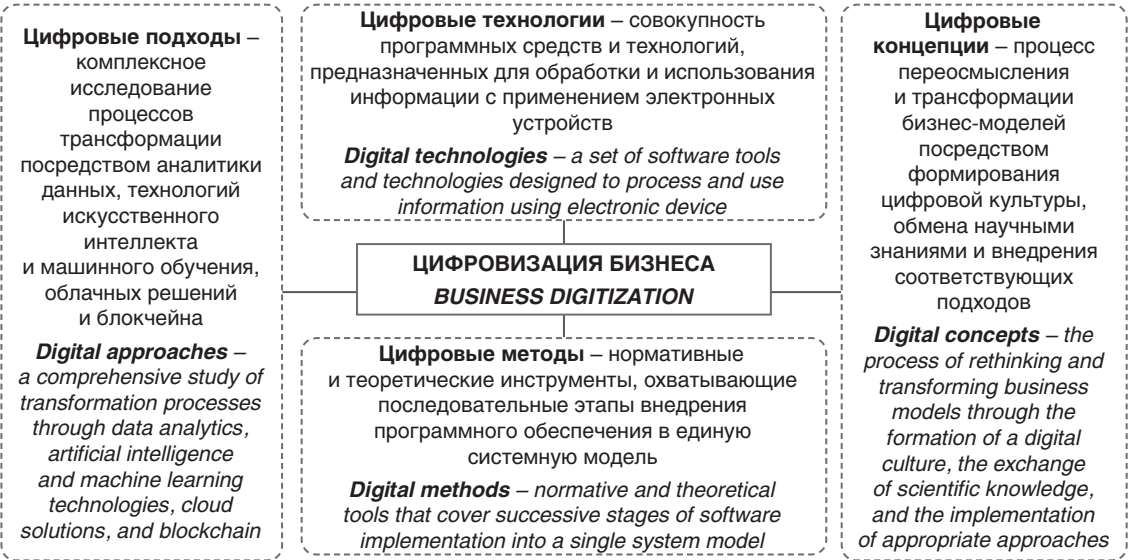 Цифровые подходы –
комплексное
исследование
процессов
трансформации
посредством аналитики
данных, технологий
искусственного
интеллекта
и машинного обучения,
облачных решений
и блокчейна
Digital approaches –
a comprehensive study of
transformation processes
through data analytics,
artificial intelligence
and machine learning
technologies, cloud
solutions, and blockchain
Цифровые технологии – совокупность
программных средств и технологий,
предназначенных для обработки и использования
информации с применением электронных
устройств
Digital technologies – a set of software tools
and technologies designed to process and use
information using electronic device
ЦИФРОВИЗАЦИЯ БИЗНЕСА
BUSINESS DIGITIZATION
Цифровые методы – нормативные
и теоретические инструменты, охватывающие
последовательные этапы внедрения
программного обеспечения в единую
системную модель
Digital methods – normative and theoretical
tools that cover successive stages of software
implementation into a single system model
Цифровые
концепции – процесс
переосмысления
и трансформации
бизнес-моделей
посредством
формирования
цифровой культуры,
обмена научными
знаниями и внедрения
соответствующих
подходов
Digital concepts – the
process of rethinking and
transforming business
models through the
formation of a digital
culture, the exchange
of scientific knowledge,
and the implementation
of appropriate approaches